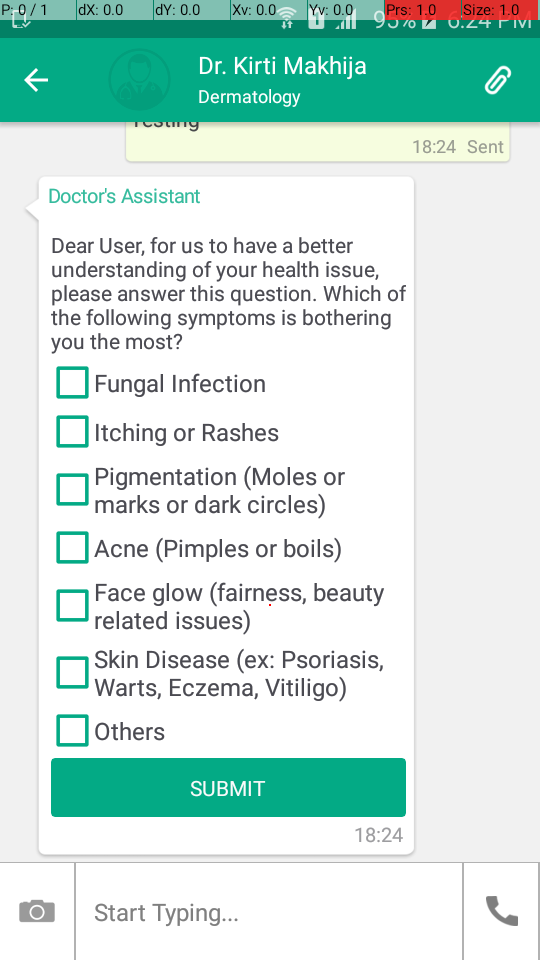 P: 0 / 1 dX: 0.0 dY: 0.0 Xv: 0.0 Yv: 0.0 Prs: 1.0 Size: 1.0
95% 6:24 PM
Dr. Kirti Makhija
Dermatology
Testing
18:24 Sent
Doctor's Assistant
Dear User, for us to have a better
understanding of your health issue,
please answer this question. Which of
the following symptoms is bothering
you the most?
Fungal Infection
Itching or Rashes
Pigmentation (Moles or
marks or dark circles)
Acne (Pimples or boils)
Face glow (fairness, beauty
related issues)
Skin Disease (ex: Psoriasis,
Warts, Eczema, Vitiligo)
Others
SUBMIT
18:24
Start Typing...